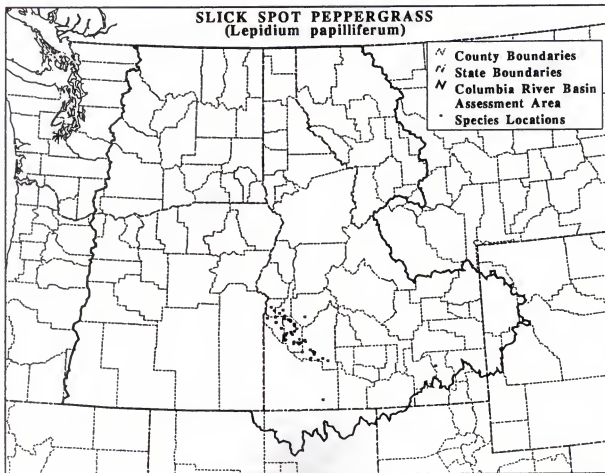 SLICK SPOT PEPPERGRASS
(Lepidium papilliferum)
County Boundaries
State Boundaries
Columbia River Basin
Assessment Area
Species Locations